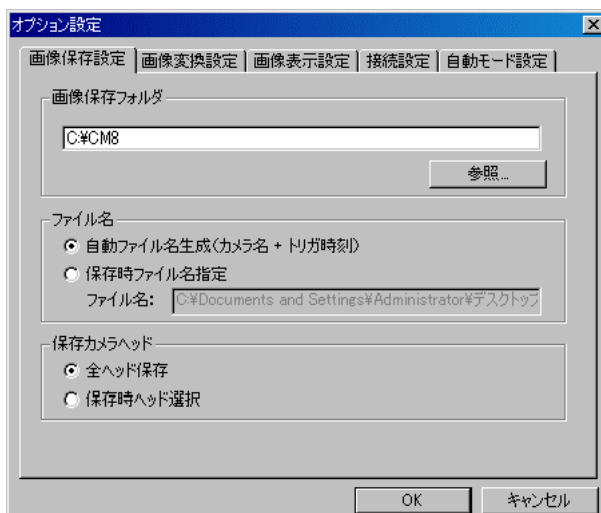 オプション設定
画像保存設定 画像変換設定 画像表示設定 接続設定 自動モード設定
画像保存フォルダ
C:¥CM8
参照...
ファイル名
自動ファイル名生成(カメラ名 + トリガ時刻)
保存時ファイル名指定
ファイル名: C:¥Documents and Settings¥Administrator¥デスクトップ
保存カメラヘッド
全ヘッド保存
保存時ヘッド選択
OK キャンセル